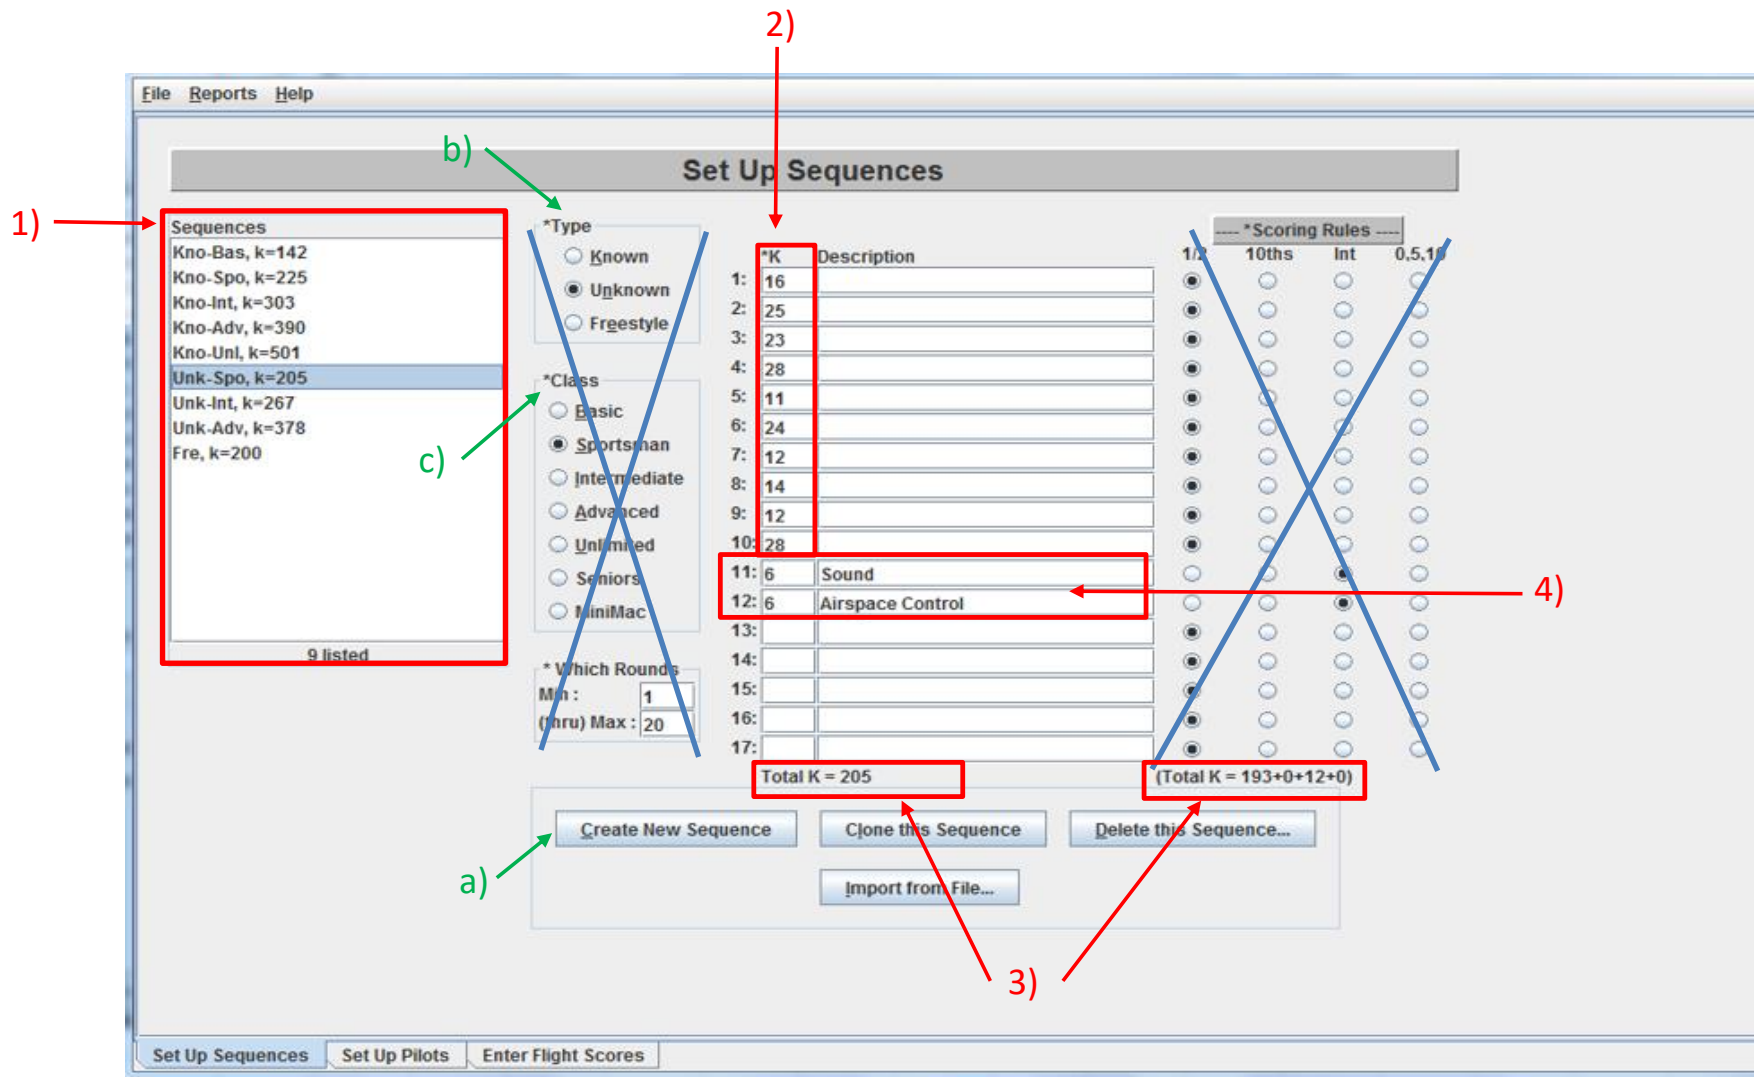 2)
File Reports Help
b)
Set Up Sequences
1)
Sequences
Kno-Bas, k=142
Kno-Spo, k=225
Kno-Int, k=303
Kno-Adv, k=390
Kno-Unl, k=501
Unk-Spo, k=205
Unk-Int, k=267
Unk-Adv, k=378
Fre, k=200
9 listed
*Type
Known
Unknown
Freestyle
*Class
Basic
Sportsman
Intermediate
Advanced
Unlimited
Seniors
MiniMac
c)
* Which Rounds
Min : 1
(thru) Max : 20
*K Description
1: 16
2: 25
3: 23
4: 28
5: 11
6: 24
7: 12
8: 14
9: 12
10: 28
11: 6 Sound
12: 6 Airspace Control
13:
14:
15:
16:
17:
---- *Scoring Rules ----
1/2 10ths Int 0,5,10
4)
Total K = 205
(Total K = 193+0+12+0)
Create New Sequence Clone this Sequence Delete this Sequence...
a)
Import from File...
3)
Set Up Sequences Set Up Pilots Enter Flight Scores